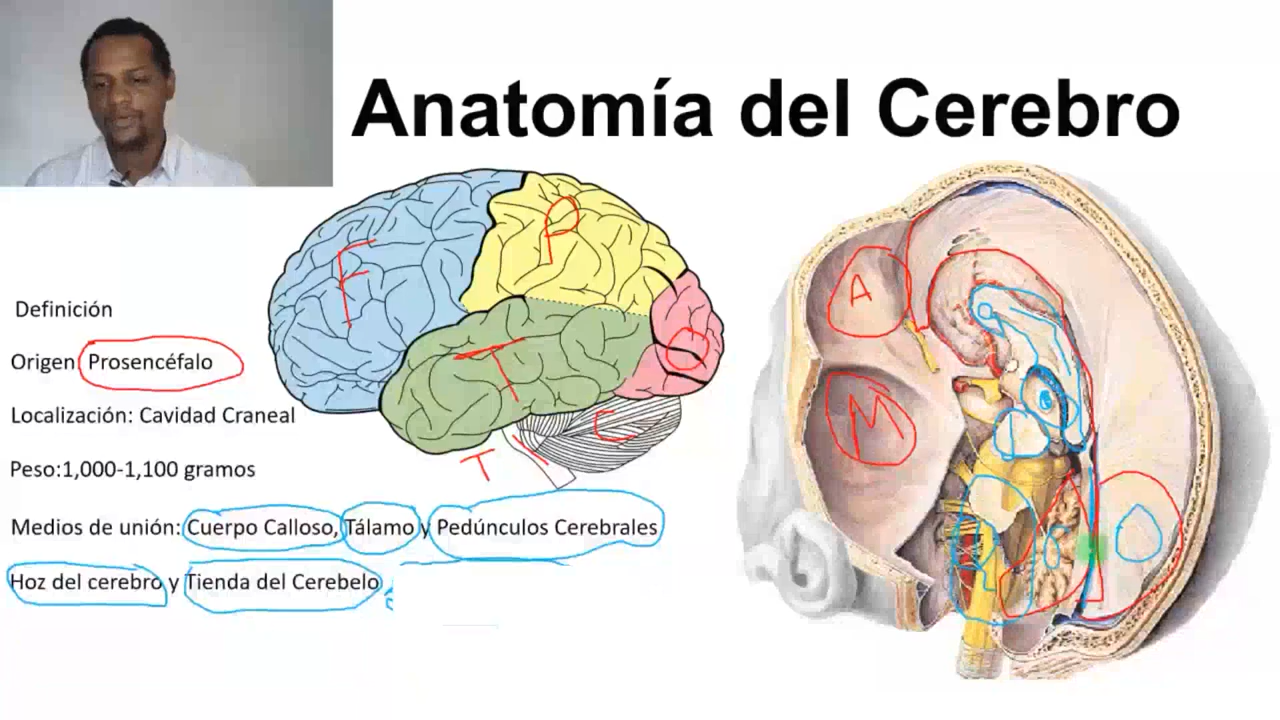 Anatomía del Cerebro
F
P
T
O
C
T
A
M
Definición
Origen Prosencéfalo
Localización: Cavidad Craneal
Peso:1,000-1,100 gramos
Medios de unión: Cuerpo Calloso, Tálamo y Pedúnculos Cerebrales
Hoz del cerebro y Tienda del Cerebelo